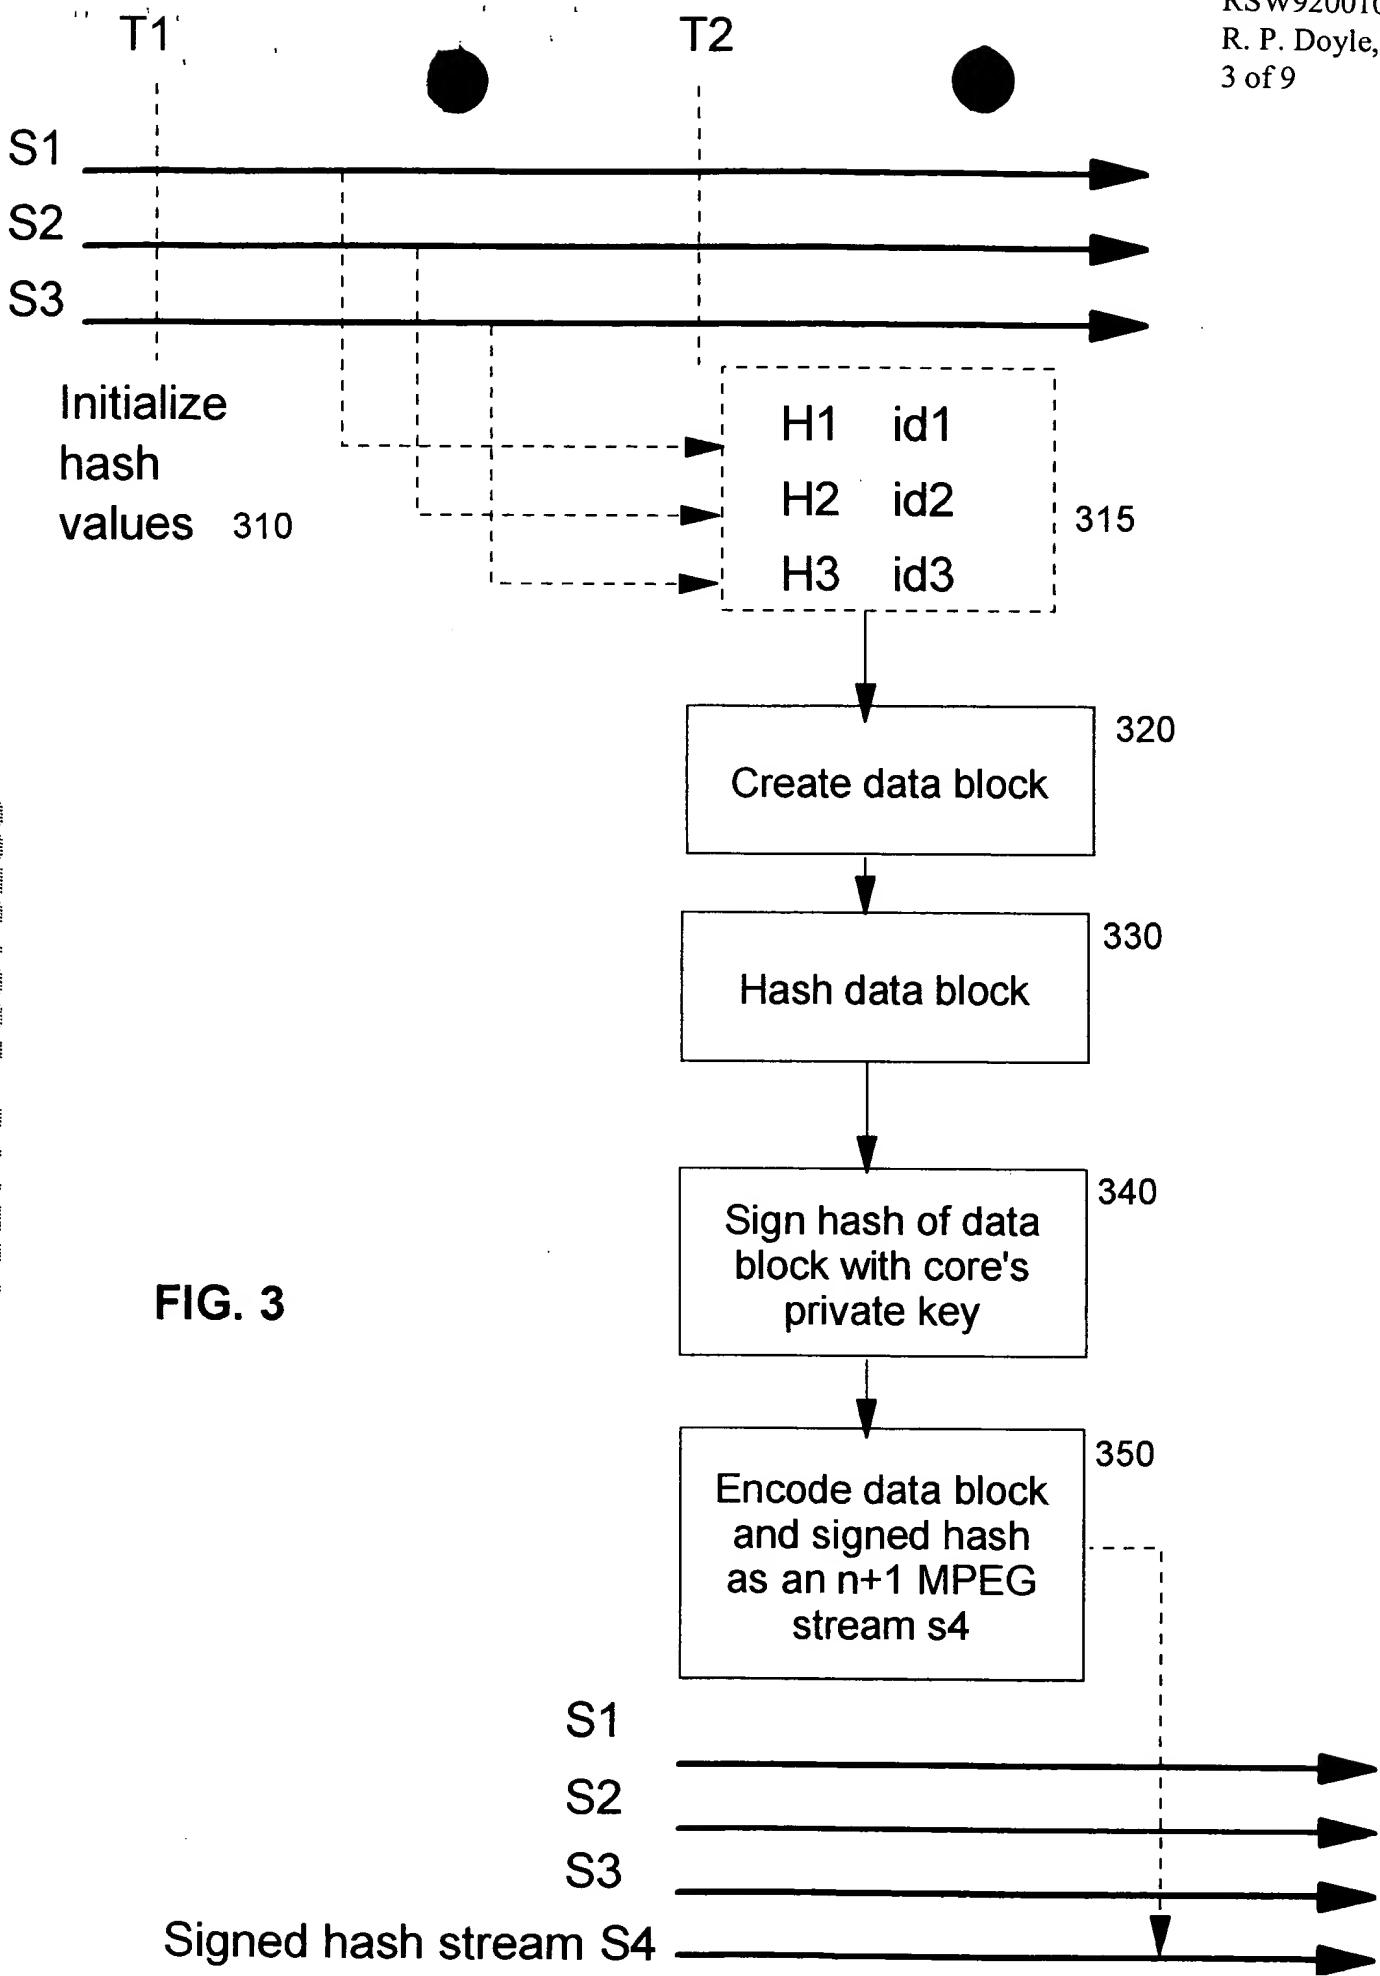 RSW920010
R. P. Doyle,
3 of 9
T1 T2
S1
S2
S3
Initialize
hash
values 310
H1 id1
H2 id2
H3 id3
315
320
Create data block
330
Hash data block
340
Sign hash of data
block with core's
private key
FIG. 3
350
Encode data block
and signed hash
as an n+1 MPEG
stream s4
S1
S2
S3
Signed hash stream S4